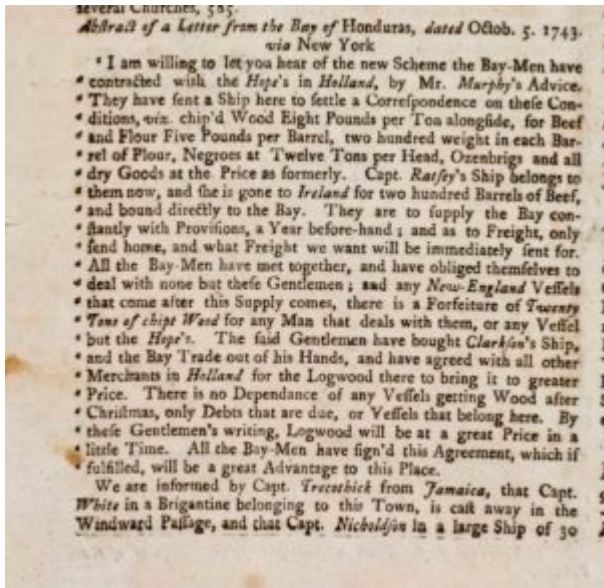 several Churches, 585.
Abstract of a Letter from the Bay of Honduras, dated Octob. 5. 1743.
via New York
‘ I am willing to let you hear of the new Scheme the Bay-Men have
‘ contracted with the Hope's in Holland, by Mr. Murphy's Advice.
‘ They have ſent a Ship here to ſettle a Correſpondence on theſe Con-
‘ ditions, viz. chip'd Wood Eight Pounds per Ton alongſide, for Beef
‘ and Flour Five Pounds per Barrel, two hundred weight in each Bar-
‘ rel of Flour, Negroes at Twelve Tons per Head, Ozenbrigs and all
‘ dry Goods at the Price as formerly. Capt. Ratſey's Ship belongs to
‘ them now, and ſhe is gone to Ireland for two hundred Barrels of Beef,
‘ and bound directly to the Bay. They are to ſupply the Bay con-
‘ ſtantly with Proviſions, a Year before-hand ; and as to Freight, only
‘ ſend home, and what Freight we want will be immediately ſent for.
‘ All the Bay-Men have met together, and have obliged themſelves to
‘ deal with none but theſe Gentlemen ; and any New-England Veſſels
‘ that come after this Supply comes, there is a Forfeiture of Twenty
‘ Tons of chipt Wood for any Man that deals with them, or any Veſſel
‘ but the Hope's. The ſaid Gentlemen have bought Clarkſon's Ship,
‘ and the Bay Trade out of his Hands, and have agreed with all other
‘ Merchants in Holland for the Logwood there to bring it to greater
‘ Price. There is no Dependance of any Veſſels getting Wood after
‘ Chriſtmas, only Debts that are due, or Veſſels that belong here. By
‘ theſe Gentlemen's writing, Logwood will be at a great Price in a
‘ little Time. All the Bay-Men have ſign'd this Agreement, which if
‘ fulfilled, will be a great Advantage to this Place.
We are informed by Capt. Trecothick from Jamaica, that Capt.
White in a Brigantine belonging to this Town, is caſt away in the
Windward Paſſage, and that Capt. Nicholdſon in a large Ship of 30